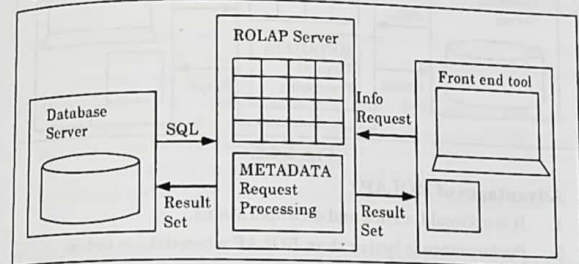 ROLAP Server
Database
Server
SQL
Result
Set
METADATA
Request
Processing
Info
Request
Result
Set
Front end tool